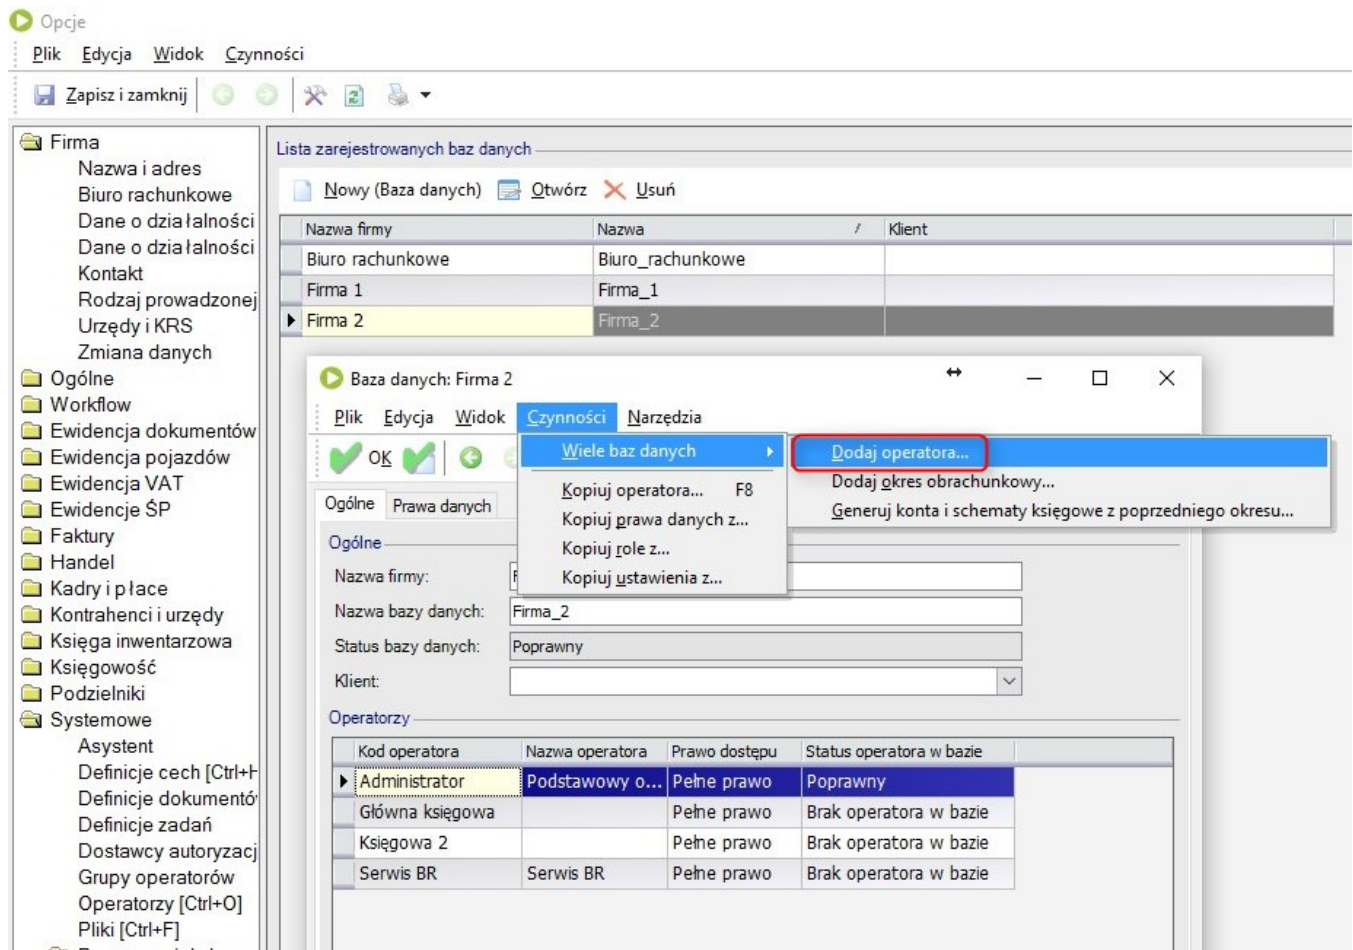 Opcje
Plik Edycja Widok Czynności
Zapisz i zamknij
Firma
Nazwa i adres
Biuro rachunkowe
Dane o działalności
Dane o działalności
Kontakt
Rodzaj prowadzonej
Urzędy i KRS
Zmiana danych
Ogólne
Workflow
Ewidencja dokumentów
Ewidencja pojazdów
Ewidencja VAT
Ewidencje ŚP
Faktury
Handel
Kadry i płace
Kontrahenci i urzędy
Księga inwentarzowa
Księgowość
Podzielniki
Systemowe
Asystent
Definicje cech [Ctrl+
Definicje dokumentó
Definicje zadań
Dostawcy autoryzacj
Grupy operatorów
Operatorzy [Ctrl+O]
Pliki [Ctrl+F]
Lista zarejestrowanych baz danych
Nowy (Baza danych) Otwórz Usuń
Nazwa firmy Nazwa Klient
Biuro rachunkowe Biuro_rachunkowe
Firma 1 Firma_1
Firma 2 Firma_2
Baza danych: Firma 2
Plik Edycja Widok Czynności Narzędzia
OK
Wiele baz danych
Kopiuj operatora... F8
Kopiuj prawa danych z...
Kopiuj role z...
Kopiuj ustawienia z...
Dodaj operatora...
Dodaj okres obrachunkowy...
Generuj konta i schematy księgowe z poprzedniego okresu...
Ogólne Prawa danych
Ogólne
Nazwa firmy:
Nazwa bazy danych: Firma_2
Status bazy danych: Poprawny
Klient:
Operatorzy
Kod operatora Nazwa operatora Prawo dostępu Status operatora w bazie
Administrator Podstawowy o... Pełne prawo Poprawny
Główna księgowa Pełne prawo Brak operatora w bazie
Księgowa 2 Pełne prawo Brak operatora w bazie
Serwis BR Serwis BR Pełne prawo Brak operatora w bazie